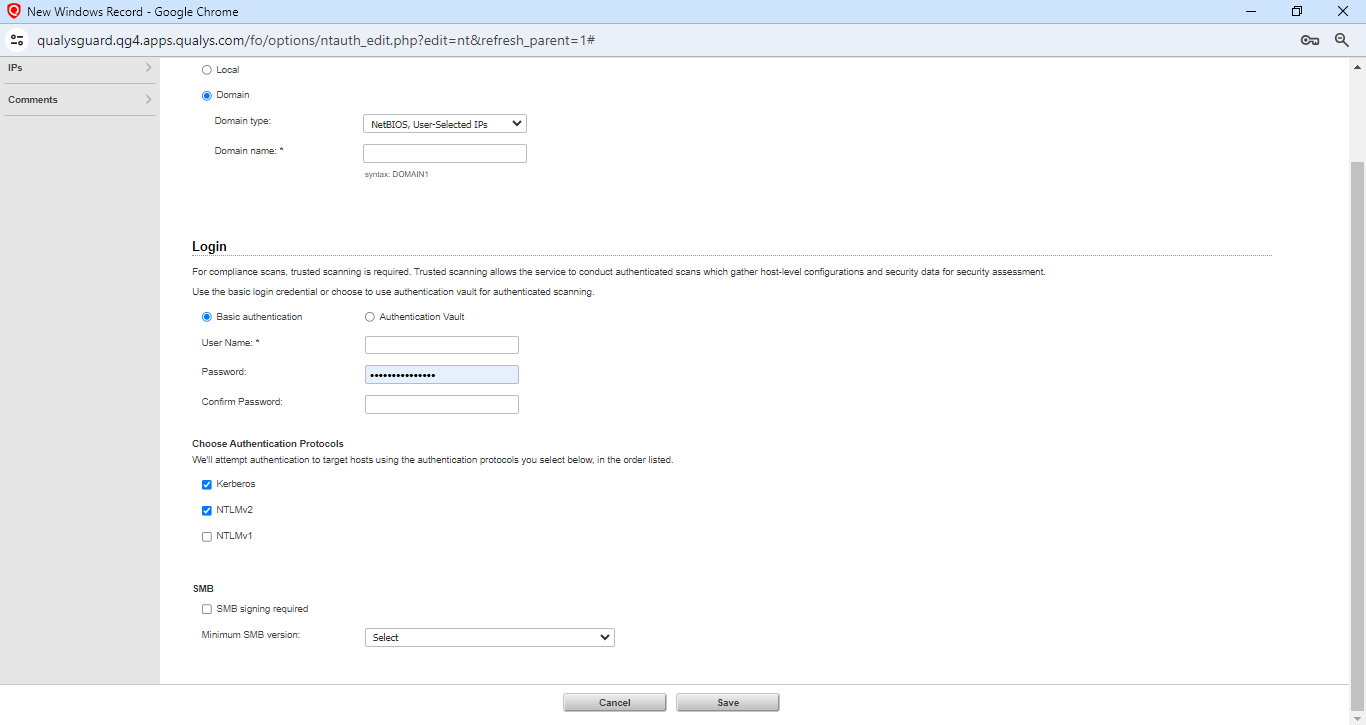 New Windows Record - Google Chrome
qualysguard.qg4.apps.qualys.com/fo/options/ntauth_edit.php?edit=nt&refresh_parent=1#
IPs
Comments
Local
Domain
Domain type:
NetBIOS, User-Selected IPs
Domain name: *
syntax: DOMAIN1
Login
For compliance scans, trusted scanning is required. Trusted scanning allows the service to conduct authenticated scans which gather host-level configurations and security data for security assessment.
Use the basic login credential or choose to use authentication vault for authenticated scanning.
Basic authentication
Authentication Vault
User Name: *
Password:
•••••••••••••••
Confirm Password:
Choose Authentication Protocols
We'll attempt authentication to target hosts using the authentication protocols you select below, in the order listed.
Kerberos
NTLMv2
NTLMv1
SMB
SMB signing required
Minimum SMB version:
Select
Cancel
Save